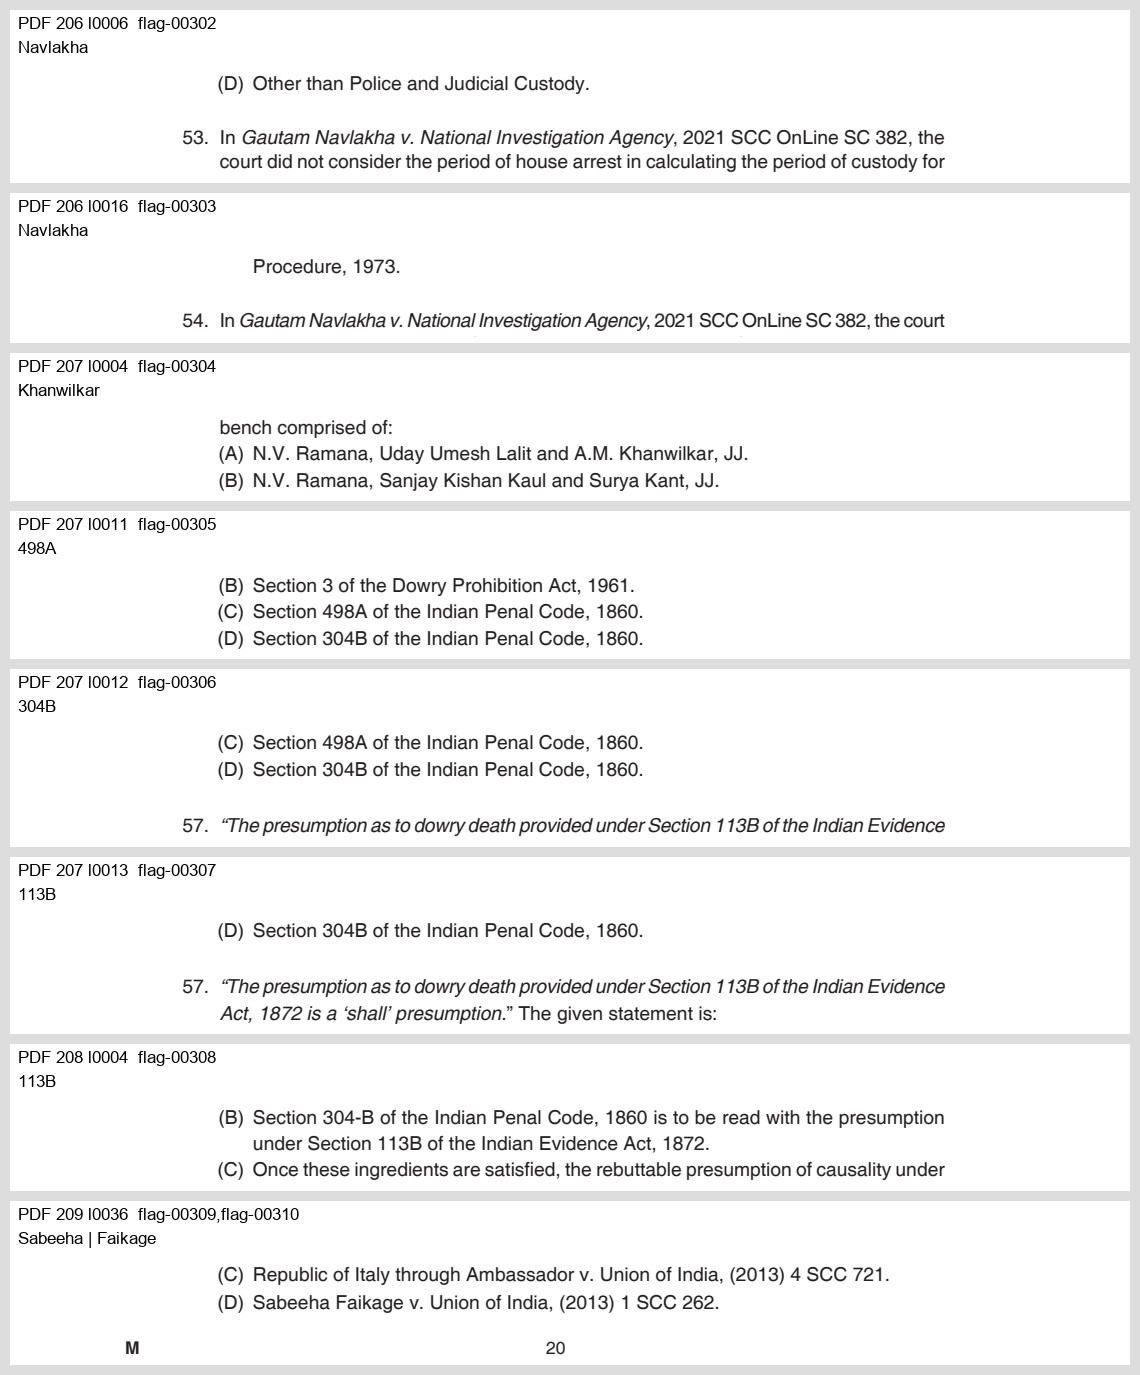 PDF 206 l0006 flag-00302
Navlakha
(D) Other than Police and Judicial Custody.
53. In Gautam Navlakha v. National Investigation Agency, 2021 SCC OnLine SC 382, the
court did not consider the period of house arrest in calculating the period of custody for
PDF 206 l0016 flag-00303
Navlakha
Procedure, 1973.
54. In Gautam Navlakha v. National Investigation Agency, 2021 SCC OnLine SC 382, the court
PDF 207 l0004 flag-00304
Khanwilkar
bench comprised of:
(A) N.V. Ramana, Uday Umesh Lalit and A.M. Khanwilkar, JJ.
(B) N.V. Ramana, Sanjay Kishan Kaul and Surya Kant, JJ.
PDF 207 l0011 flag-00305
498A
(B) Section 3 of the Dowry Prohibition Act, 1961.
(C) Section 498A of the Indian Penal Code, 1860.
(D) Section 304B of the Indian Penal Code, 1860.
PDF 207 l0012 flag-00306
304B
(C) Section 498A of the Indian Penal Code, 1860.
(D) Section 304B of the Indian Penal Code, 1860.
57. “The presumption as to dowry death provided under Section 113B of the Indian Evidence
PDF 207 l0013 flag-00307
113B
(D) Section 304B of the Indian Penal Code, 1860.
57. “The presumption as to dowry death provided under Section 113B of the Indian Evidence
Act, 1872 is a ‘shall’ presumption.” The given statement is:
PDF 208 l0004 flag-00308
113B
(B) Section 304-B of the Indian Penal Code, 1860 is to be read with the presumption
under Section 113B of the Indian Evidence Act, 1872.
(C) Once these ingredients are satisfied, the rebuttable presumption of causality under
PDF 209 l0036 flag-00309,flag-00310
Sabeeha | Faikage
(C) Republic of Italy through Ambassador v. Union of India, (2013) 4 SCC 721.
(D) Sabeeha Faikage v. Union of India, (2013) 1 SCC 262.
M 20